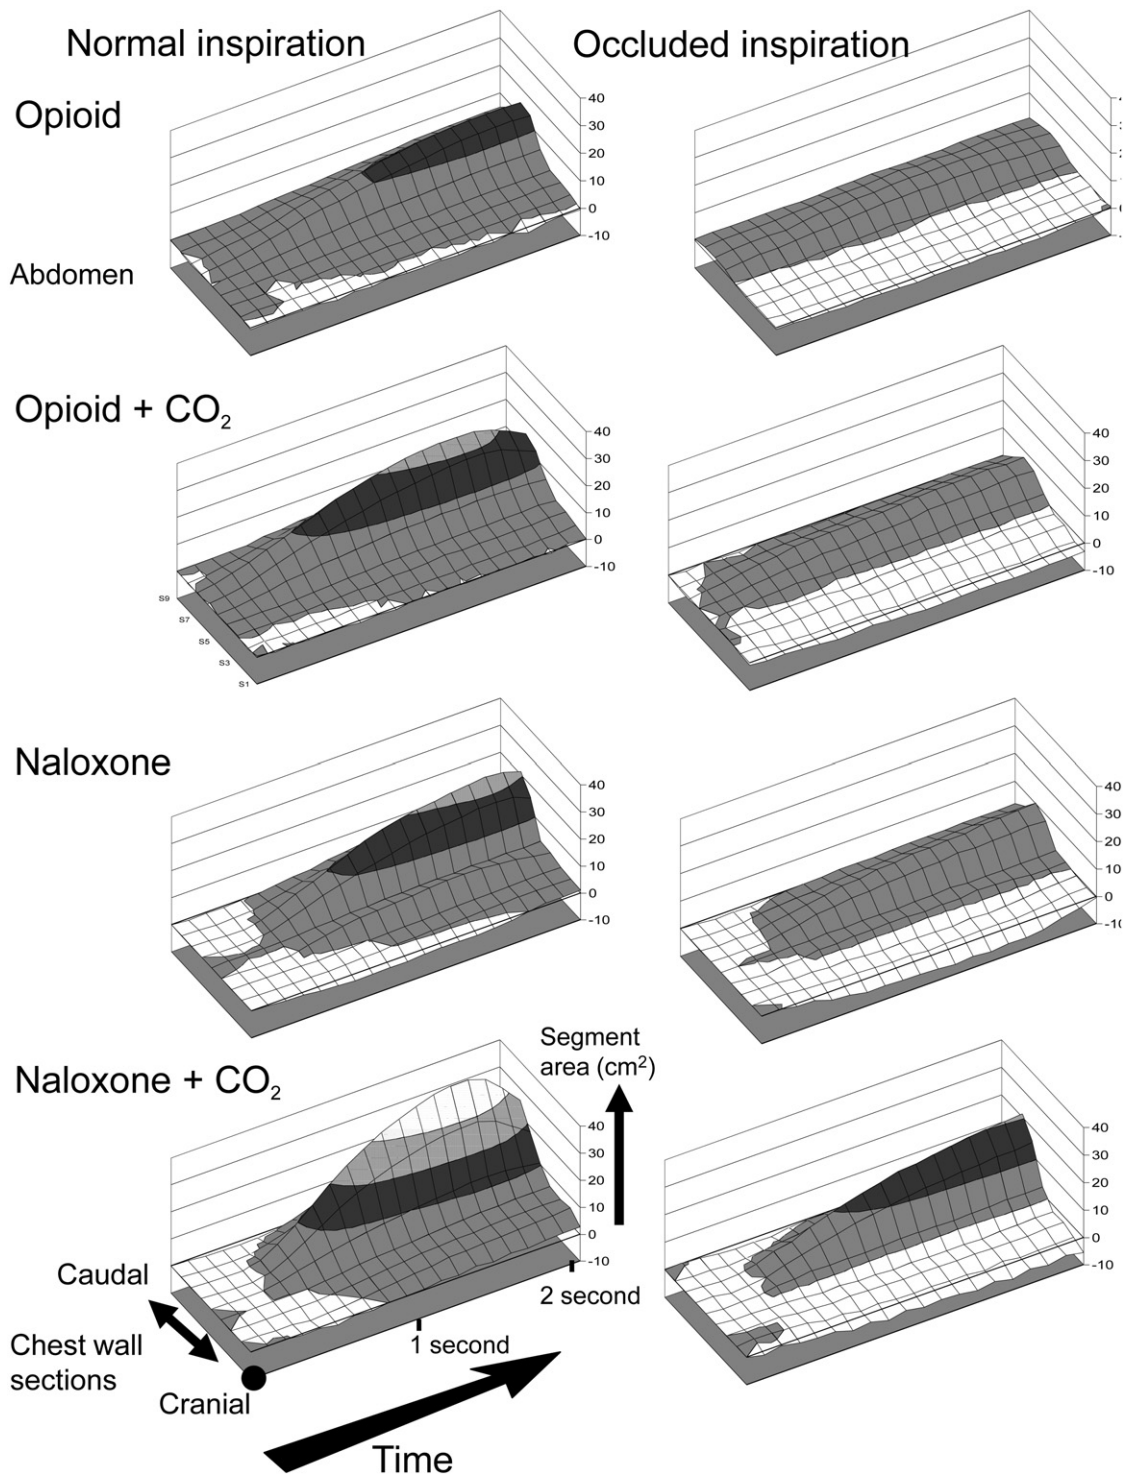 Normal inspiration
Occluded inspiration
Opioid
40
30
20
10
0
-10
Abdomen
Opioid + CO₂
40
30
20
10
0
-10
S9
S7
S5
S3
S1
40
30
20
10
0
-10
Naloxone
40
30
20
10
0
-10
40
30
20
10
0
Naloxone + CO₂
Segment
area (cm²)
40
30
20
10
0
-10
40
30
20
10
0
-10
Caudal
Chest wall
sections
Cranial
1 second
2 second
Time